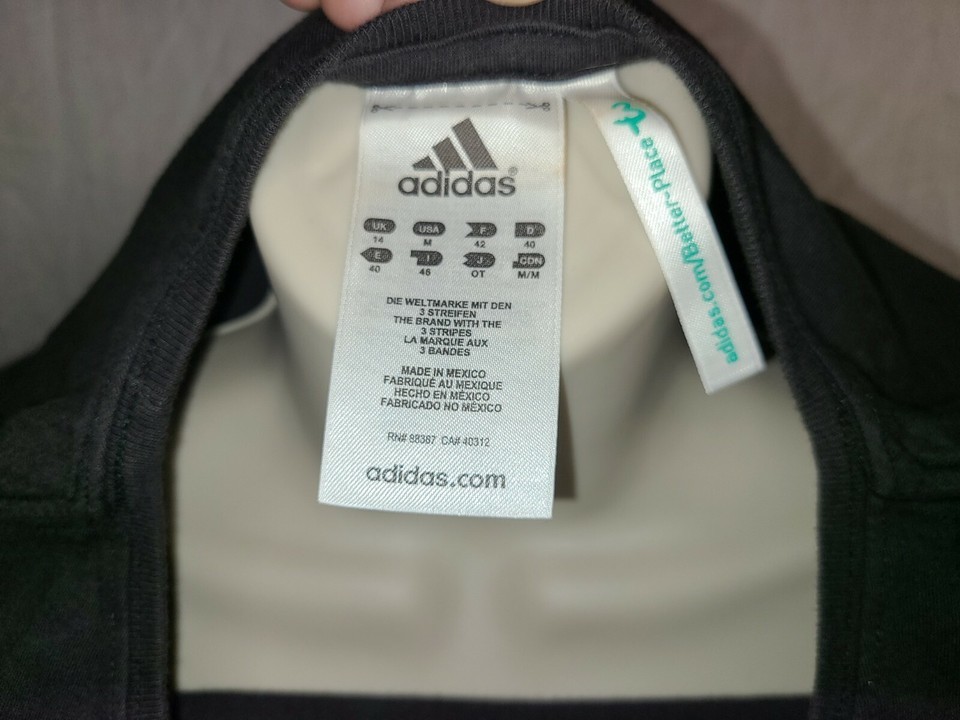 adidas®
UK USA F D
14 M 42 40
E I J CDN
40 46 OT M/M
DIE WELTMARKE MIT DEN
3 STREIFEN
THE BRAND WITH THE
3 STRIPES
LA MARQUE AUX
3 BANDES
MADE IN MEXICO
FABRIQUÉ AU MEXIQUE
HECHO EN MÉXICO
FABRICADO NO MÉXICO
RN# 88387 CA# 40312
adidas.com
adidas.com/Better-Place